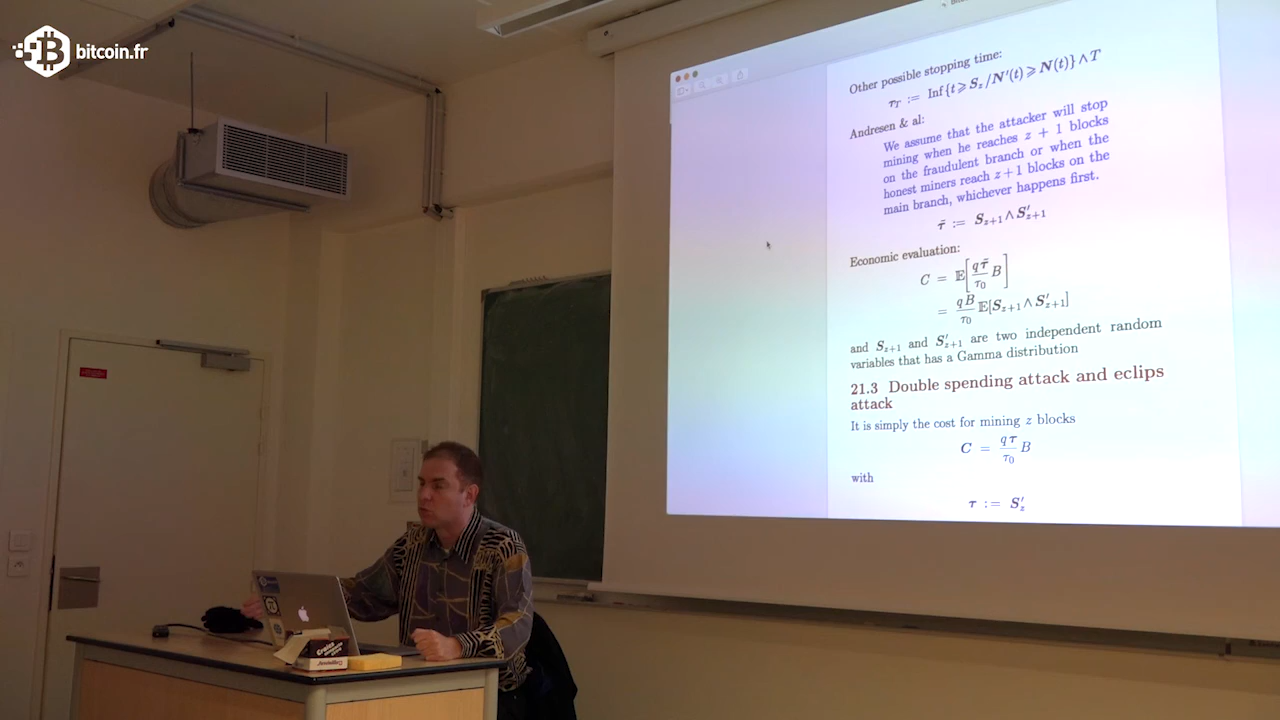 bitcoin.fr
Other possible stopping time:
τ_T := Inf{t ⩾ S_z / N′(t) ⩾ N(t)} ∧ T
Andresen & al:
We assume that the attacker will stop
mining when he reaches z + 1 blocks
on the fraudulent branch or when the
honest miners reach z + 1 blocks on the
main branch, whichever happens first.
τ̃ := S_{z+1} ∧ S′_{z+1}
Economic evaluation:
C = 𝔼[qτ̃/τ₀ B]
= qB/τ₀ 𝔼[S_{z+1} ∧ S′_{z+1}]
and S_{z+1} and S′_{z+1} are two independent random
variables that has a Gamma distribution
21.3 Double spending attack and eclips
attack
It is simply the cost for mining z blocks
C = qτ/τ₀ B
with
τ := S′_z